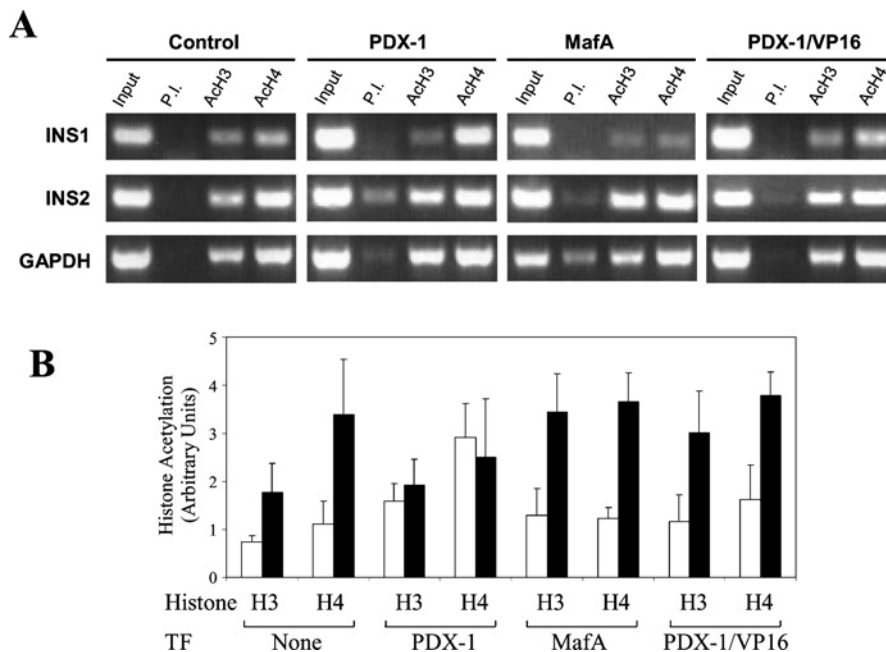 A
Control PDX-1 MafA PDX-1/VP16
Input P.I. AcH3 AcH4 Input P.I. AcH3 AcH4 Input P.I. AcH3 AcH4 Input P.I. AcH3 AcH4
INS1
INS2
GAPDH
B
Histone Acetylation
(Arbitrary Units)
5
4
3
2
1
0
Histone H3 H4 H3 H4 H3 H4 H3 H4
TF None PDX-1 MafA PDX-1/VP16